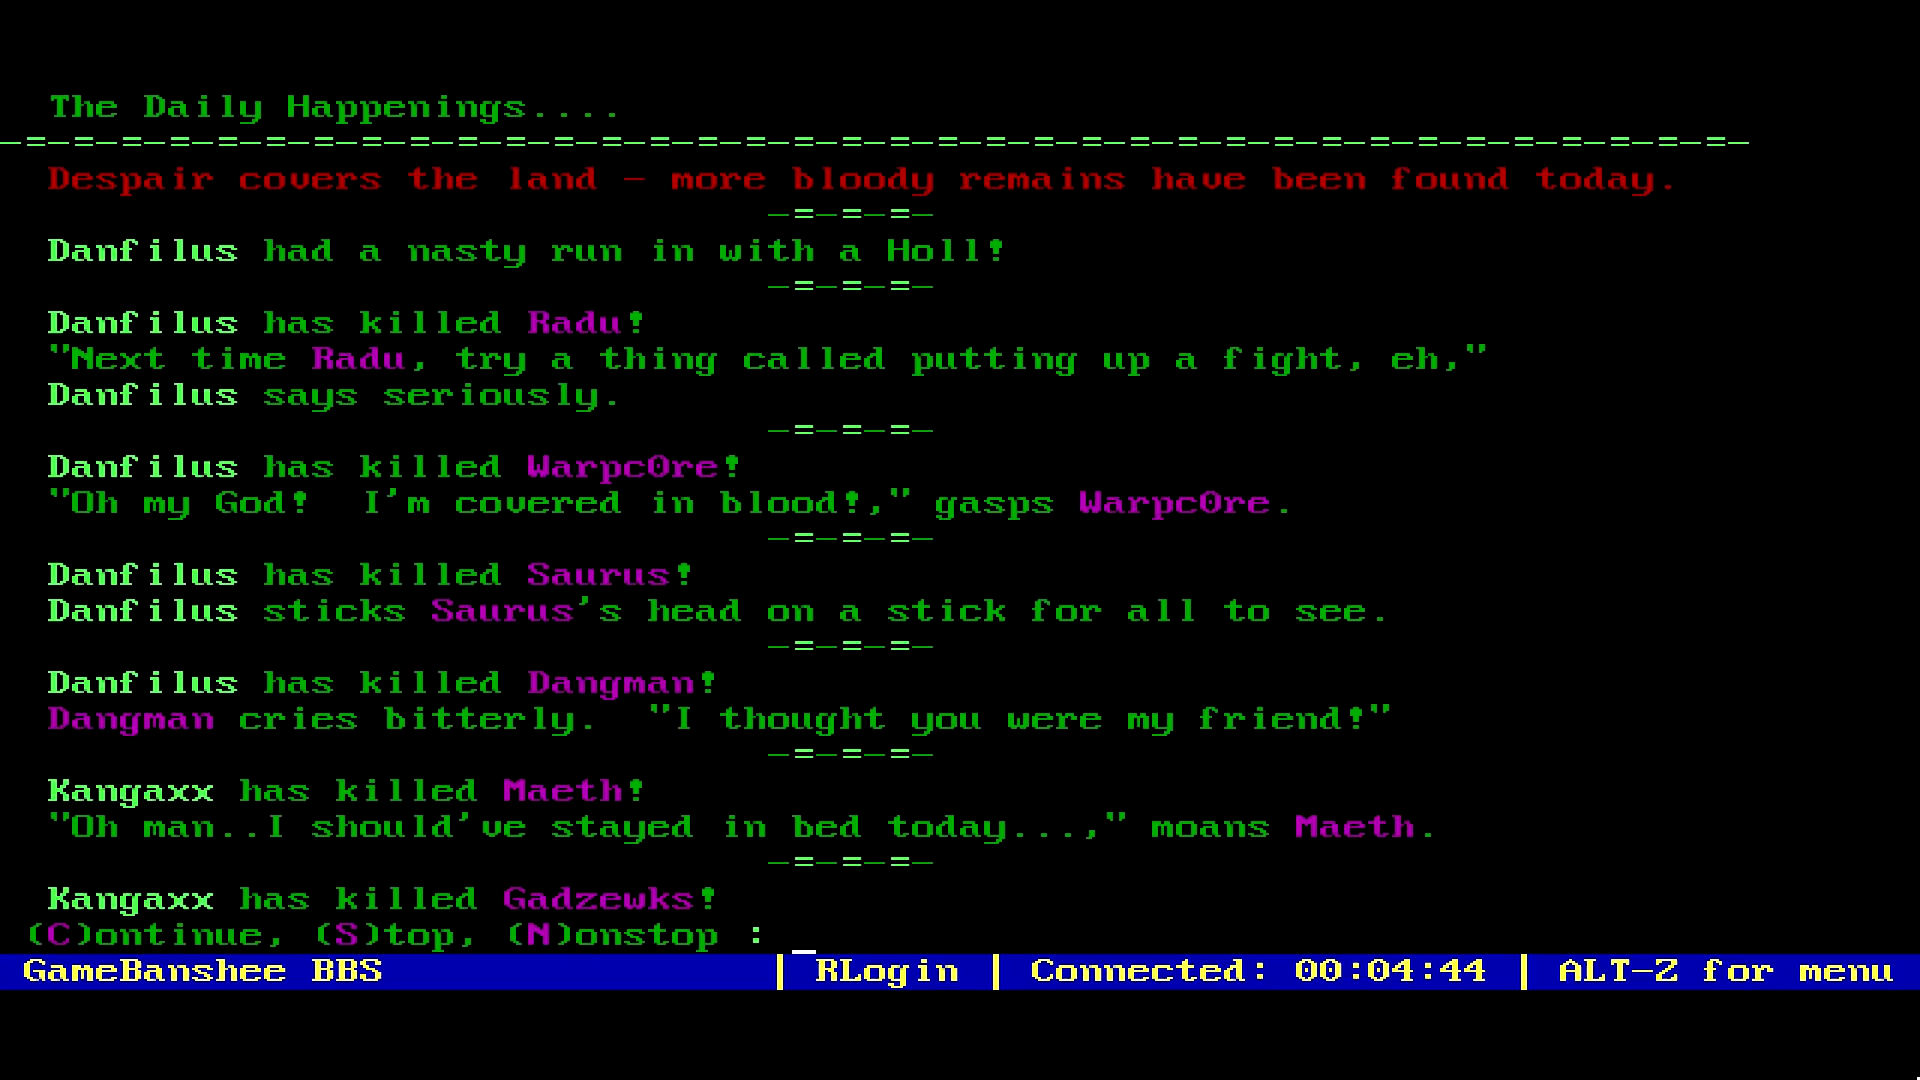 The Daily Happenings....
-=-=-=-=-=-=-=-=-=-=-=-=-=-=-=-=-=-=-=-=-=-=-=-=-=-=-=-=-=-=-=-=-=-=-=-=-
Despair covers the land - more bloody remains have been found today.
-=-=-=-
Danfilus had a nasty run in with a Holl!
-=-=-=-
Danfilus has killed Radu!
"Next time Radu, try a thing called putting up a fight, eh,"
Danfilus says seriously.
-=-=-=-
Danfilus has killed Warpc0re!
"Oh my God!  I'm covered in blood!," gasps Warpc0re.
-=-=-=-
Danfilus has killed Saurus!
Danfilus sticks Saurus's head on a stick for all to see.
-=-=-=-
Danfilus has killed Dangman!
Dangman cries bitterly.  "I thought you were my friend!"
-=-=-=-
Kangaxx has killed Maeth!
"Oh man..I should've stayed in bed today...," moans Maeth.
-=-=-=-
Kangaxx has killed Gadzewks!
(C)ontinue, (S)top, (N)onstop : _
GameBanshee BBS | RLogin | Connected: 00:04:44 | ALT-Z for menu